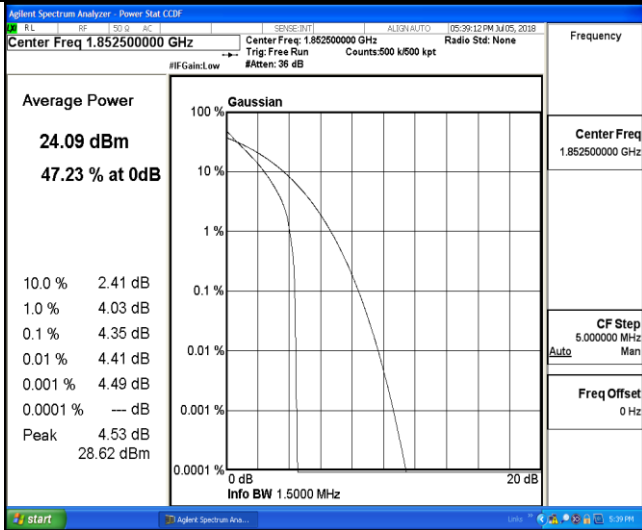 Agilent Spectrum Analyzer - Power Stat CCDF
RL RF 50 Ω AC SENSE:INT ALIGN AUTO 05:39:12 PM Jul 05, 2018
Center Freq 1.852500000 GHz
Center Freq: 1.852500000 GHz Radio Std: None
Trig: Free Run Counts:500 k/500 kpt
#IFGain:Low #Atten: 36 dB
Frequency
Average Power
24.09 dBm
47.23 % at 0dB
10.0 % 2.41 dB
1.0 % 4.03 dB
0.1 % 4.35 dB
0.01 % 4.41 dB
0.001 % 4.49 dB
0.0001 % --- dB
Peak 4.53 dB
28.62 dBm
Gaussian
100 %
10 %
1 %
0.1 %
0.01 %
0.001 %
0.0001 %
0 dB 20 dB
Info BW 1.5000 MHz
Center Freq
1.852500000 GHz
CF Step
5.000000 MHz
Auto Man
Freq Offset
0 Hz
start Agilent Spectrum Ana... Links 5:39 PM